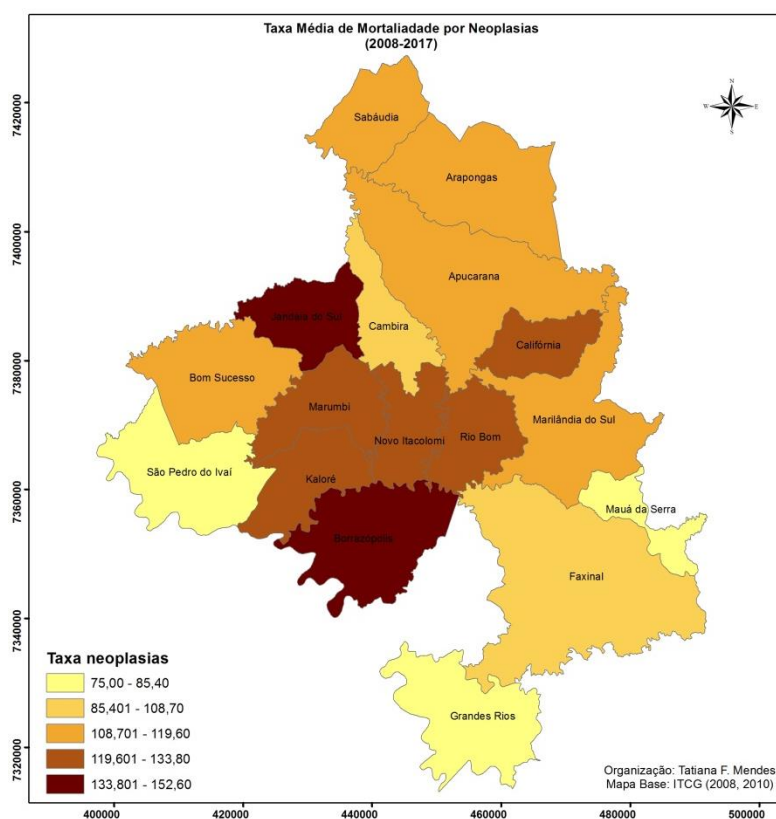 Taxa Média de Mortaliadade por Neoplasias
(2008-2017)
N
W E
S
7420000
7400000
7380000
7360000
7340000
7320000
Sabáudia
Arapongas
Apucarana
Jandaia do Sul
Cambira
Califórnia
Bom Sucesso
Marumbi
Novo Itacolomi
Rio Bom
Marilândia do Sul
São Pedro do Ivaí
Kaloré
Mauá da Serra
Borrazópolis
Faxinal
Grandes Rios
Taxa neoplasias
75,00 - 85,40
85,401 - 108,70
108,701 - 119,60
119,601 - 133,80
133,801 - 152,60
Organização: Tatiana F. Mendes
Mapa Base: ITCG (2008, 2010)
400000 420000 440000 460000 480000 500000